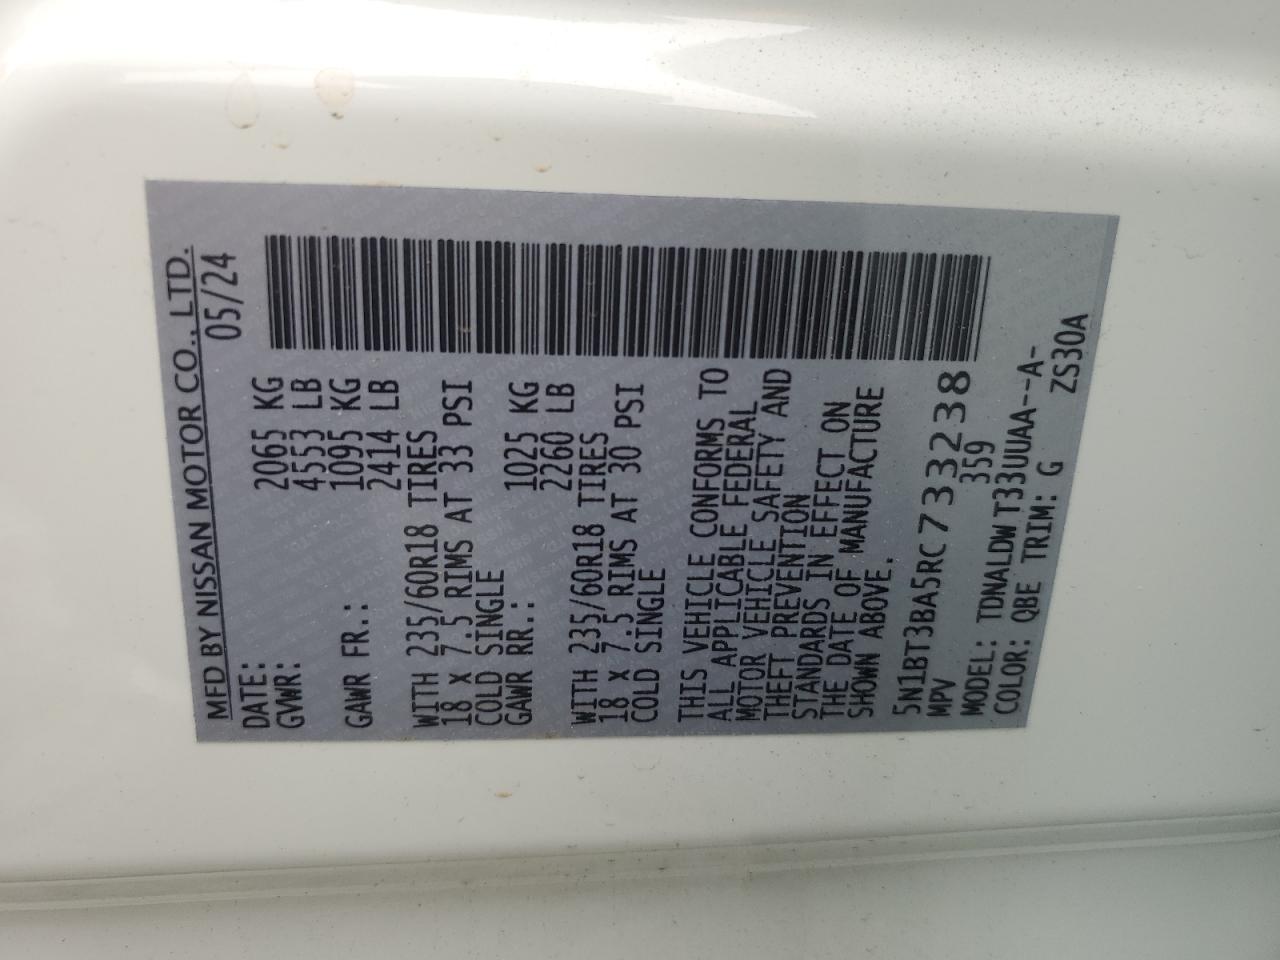 MFD BY NISSAN MOTOR CO., LTD.
DATE: 05/24
GVWR: 2065 KG
4553 LB
GAWR FR.: 1095 KG
2414 LB
WITH 235/60R18 TIRES
18 X 7.5 RIMS AT 33 PSI
COLD SINGLE
GAWR RR.: 1025 KG
2260 LB
WITH 235/60R18 TIRES
18 X 7.5 RIMS AT 30 PSI
COLD SINGLE
THIS VEHICLE CONFORMS TO
ALL APPLICABLE FEDERAL
MOTOR VEHICLE SAFETY AND
THEFT PREVENTION
STANDARDS IN EFFECT ON
THE DATE OF MANUFACTURE
SHOWN ABOVE.
5N1BT3BA5RC733238
MPV 359
MODEL: TDNALDW T33UUAA--A-
COLOR: QBE TRIM: G ZS30A